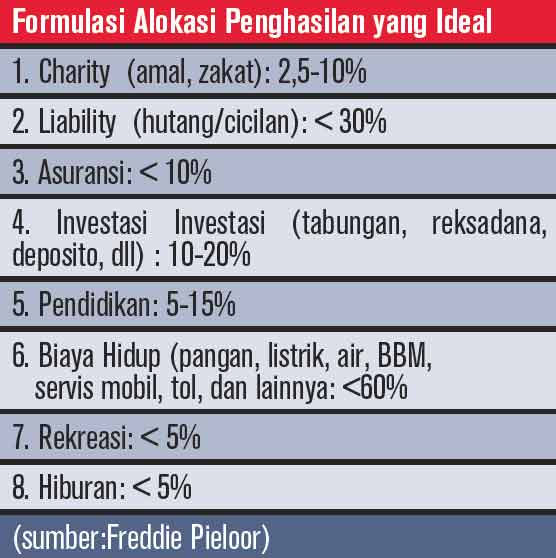 Formulasi Alokasi Penghasilan yang Ideal
1. Charity (amal, zakat): 2,5-10%
2. Liability (hutang/cicilan): < 30%
3. Asuransi: < 10%
4. Investasi Investasi (tabungan, reksadana,
deposito, dll) : 10-20%
5. Pendidikan: 5-15%
6. Biaya Hidup (pangan, listrik, air, BBM,
servis mobil, tol, dan lainnya: <60%
7. Rekreasi: < 5%
8. Hiburan: < 5%
(sumber:Freddie Pieloor)